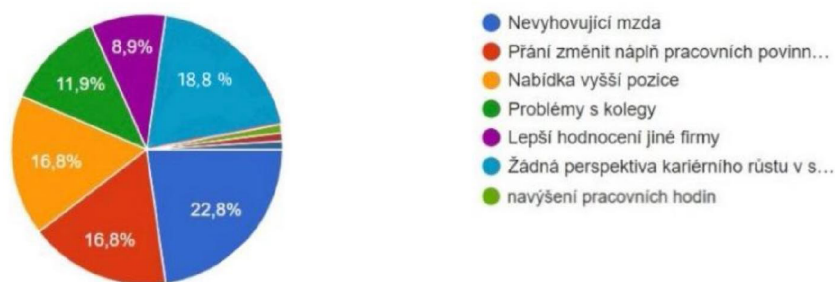 8,9%
18,8 %
11,9%
16,8%
22,8%
16,8%
Nevyhovující mzda
Přání změnit náplň pracovních povinn…
Nabídka vyšší pozice
Problémy s kolegy
Lepší hodnocení jiné firmy
Žádná perspektiva kariérního růstu v s…
navýšení pracovních hodin